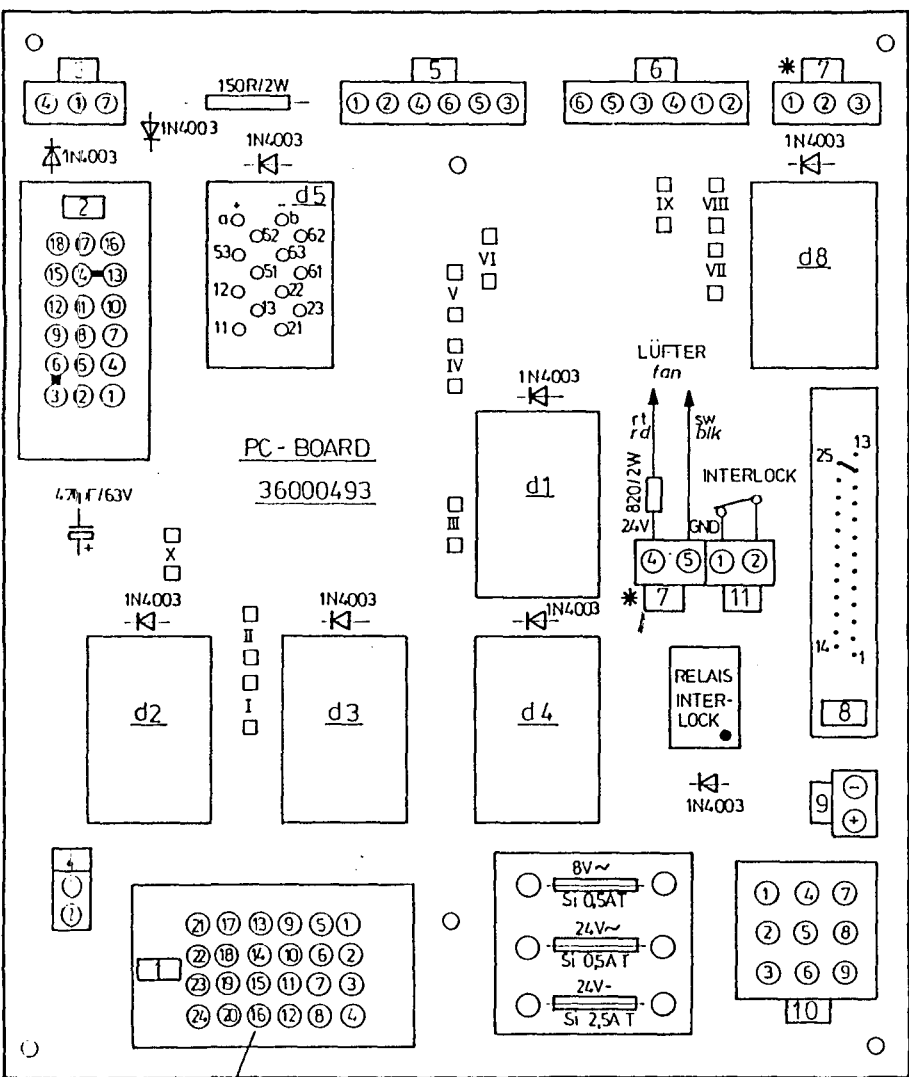 3
5
6
* 7
4 1 7
150R/2W
1 2 4 6 5 3
6 5 3 4 1 2
1 2 3
1N4003
1N4003
1N4003
1N4003
2
18 17 16
15 14 13
12 11 10
9 8 7
6 5 4
3 2 1
+ - d5
a b
52 62
53 63
51 61
12 22
13 23
11 21
VI
V
IV
IX
VIII
VII
d8
LÜFTER
fan
rt
rd
sw
blk
820/2W
24V
GND
INTERLOCK
4 5 1 2
* 7
11
1N4003
d1
III
PC-BOARD
36000493
470µF/63V
+
X
25 13
14 1
8
1N4003
d2
II
I
1N4003
d3
1N4003
d4
RELAIS
INTER-
LOCK
1N4003
9
-
+
4
2
1
21 17 13 9 5 1
22 18 14 10 6 2
23 19 15 11 7 3
24 20 16 12 8 4
8V~
Si 0,5A T
24V~
Si 0,5A T
24V-
Si 2,5A T
1 4 7
2 5 8
3 6 9
10